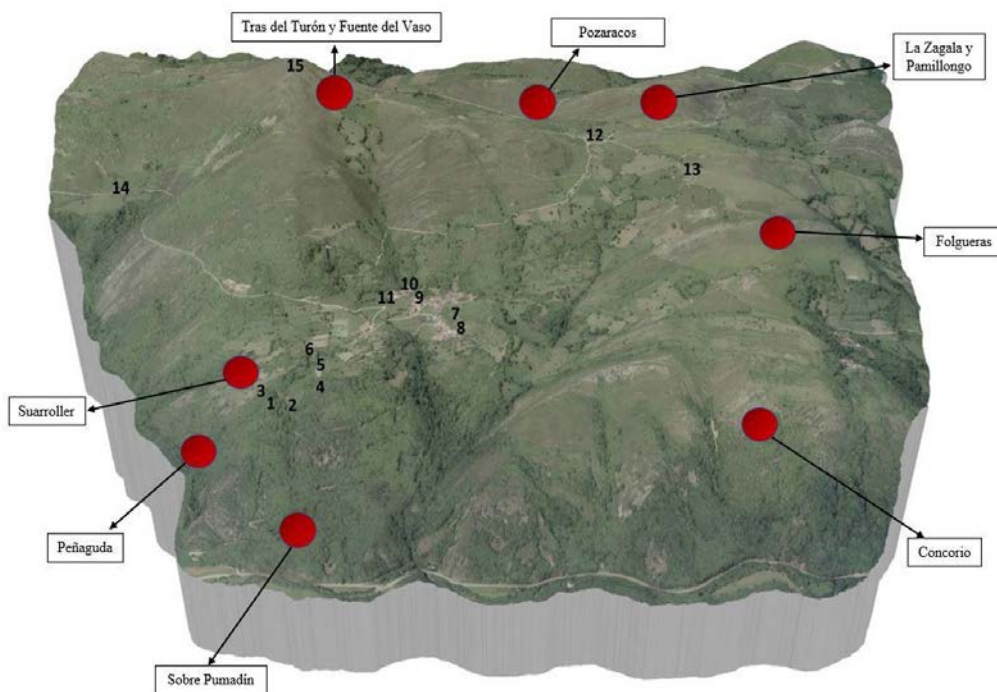 Tras del Turón y Fuente del Vaso
Pozaracos
La Zagala y
Pamillongo
15
12
13
14
Folgueras
10
11
9
7
8
6
5
Suarroller
3
4
1
2
Peñaguda
Concorio
Sobre Pumadín